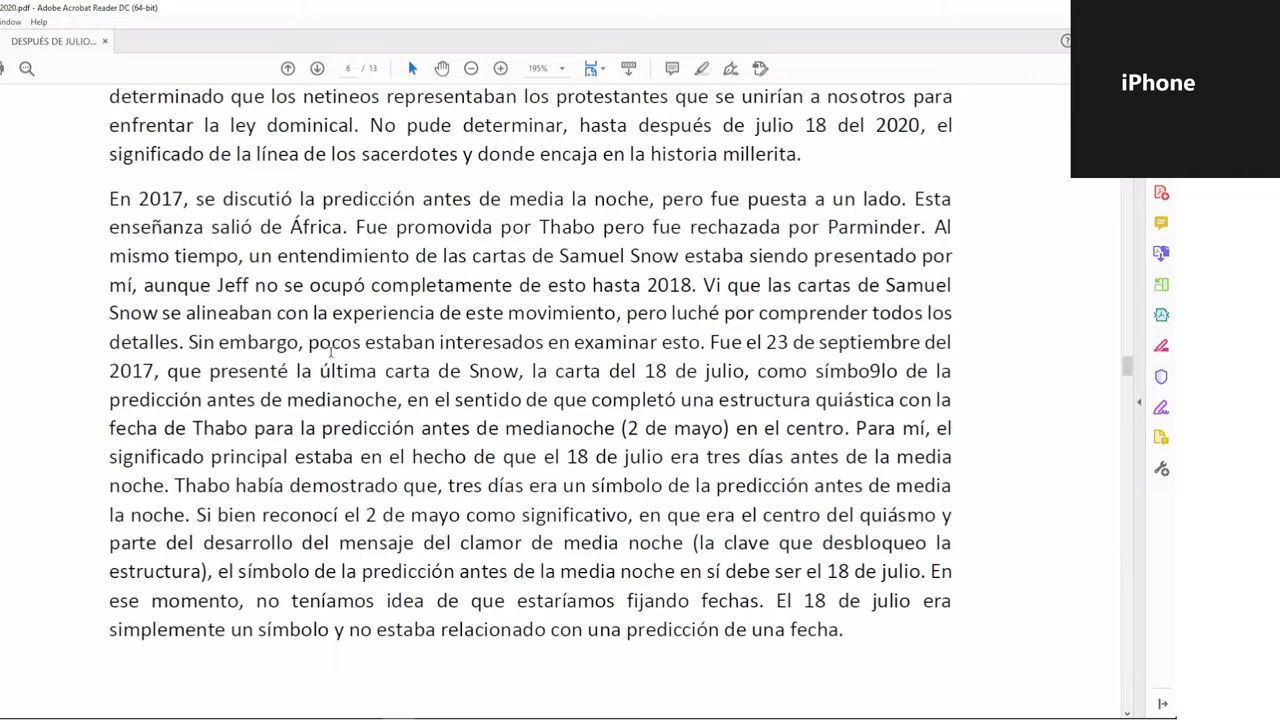 2020.pdf - Adobe Acrobat Reader DC (64-bit)
indow Help
DESPUÉS DE JULIO... ×
6 / 13 195%
iPhone
determinado que los netineos representaban los protestantes que se unirían a nosotros para
enfrentar la ley dominical. No pude determinar, hasta después de julio 18 del 2020, el
significado de la línea de los sacerdotes y donde encaja en la historia millerita.
En 2017, se discutió la predicción antes de media la noche, pero fue puesta a un lado. Esta
enseñanza salió de África. Fue promovida por Thabo pero fue rechazada por Parminder. Al
mismo tiempo, un entendimiento de las cartas de Samuel Snow estaba siendo presentado por
mí, aunque Jeff no se ocupó completamente de esto hasta 2018. Vi que las cartas de Samuel
Snow se alineaban con la experiencia de este movimiento, pero luché por comprender todos los
detalles. Sin embargo, pocos estaban interesados en examinar esto. Fue el 23 de septiembre del
2017, que presenté la última carta de Snow, la carta del 18 de julio, como símbo9lo de la
predicción antes de medianoche, en el sentido de que completó una estructura quiástica con la
fecha de Thabo para la predicción antes de medianoche (2 de mayo) en el centro. Para mí, el
significado principal estaba en el hecho de que el 18 de julio era tres días antes de la media
noche. Thabo había demostrado que, tres días era un símbolo de la predicción antes de media
la noche. Si bien reconocí el 2 de mayo como significativo, en que era el centro del quiásmo y
parte del desarrollo del mensaje del clamor de media noche (la clave que desbloqueo la
estructura), el símbolo de la predicción antes de la media noche en sí debe ser el 18 de julio. En
ese momento, no teníamos idea de que estaríamos fijando fechas. El 18 de julio era
simplemente un símbolo y no estaba relacionado con una predicción de una fecha.